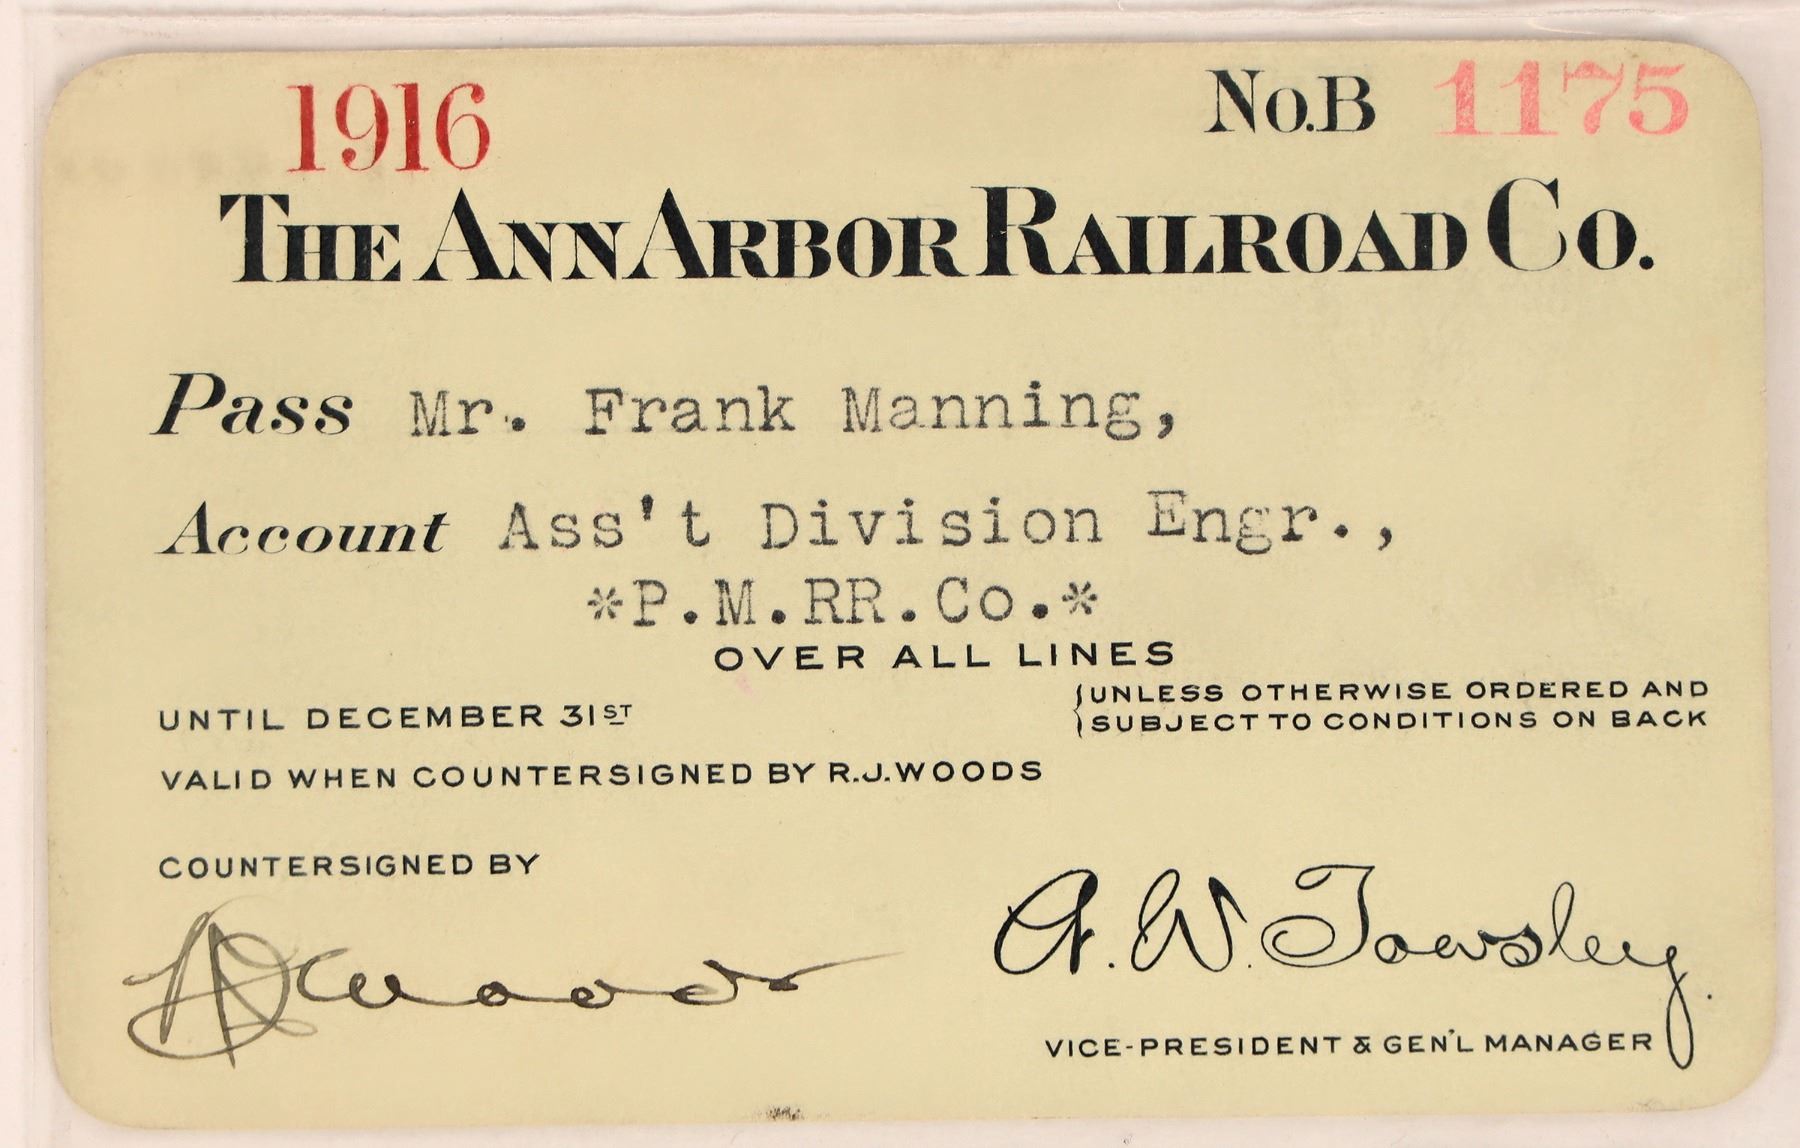 1916
No.B 1175
THE ANN ARBOR RAILROAD CO.
Pass Mr. Frank Manning,
Account Ass't Division Engr.,
*P.M.RR.Co.*
OVER ALL LINES
UNTIL DECEMBER 31ST
UNLESS OTHERWISE ORDERED AND
SUBJECT TO CONDITIONS ON BACK
VALID WHEN COUNTERSIGNED BY R.J.WOODS
COUNTERSIGNED BY
RJWoods
A. W. Towsley.
VICE-PRESIDENT & GEN'L MANAGER